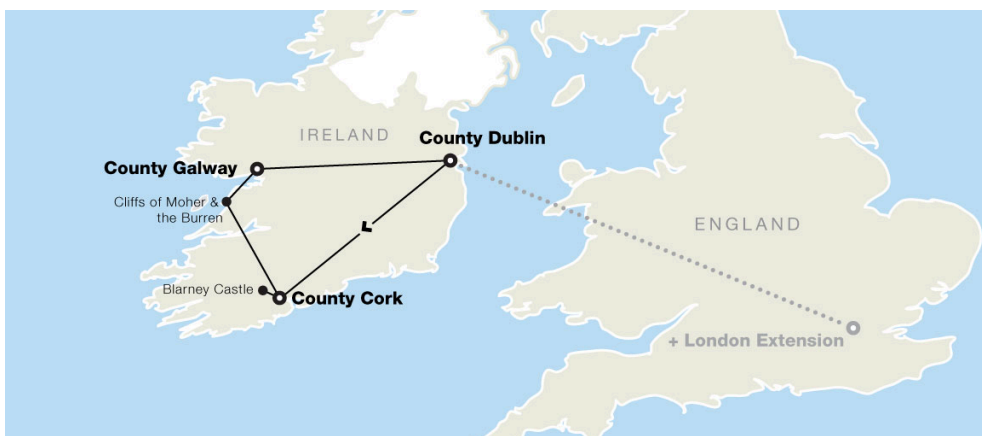 IRELAND
County Dublin
County Galway
Cliffs of Moher &
the Burren
ENGLAND
Blarney Castle
County Cork
+ London Extension